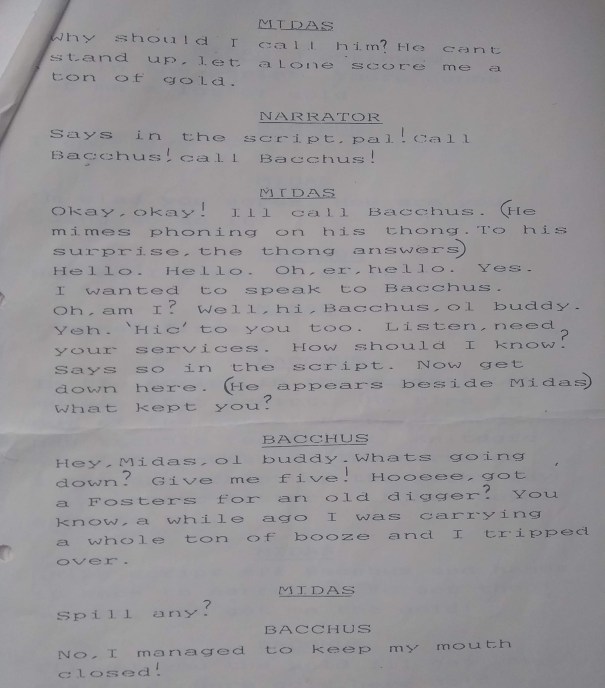 MIDAS
Why should I call him? He cant
stand up, let alone score me a
ton of gold.
NARRATOR
Says in the script, pal! Call
Bacchus! call Bacchus!
MIDAS
Okay, okay! Ill call Bacchus. (He
mimes phoning on his thong. To his
surprise, the thong answers)
Hello. Hello. Oh, er, hello. Yes.
I wanted to speak to Bacchus.
Oh, am I? Well, hi, Bacchus, ol buddy.
Yeh. 'Hic' to you too. Listen, need
your services. How should I know?
Says so in the script. Now get
down here. (He appears beside Midas)
What kept you?
BACCHUS
Hey, Midas, ol buddy. Whats going
down? Give me five! Hooeee, got
a Fosters for an old digger? You
know, a while ago I was carrying
a whole ton of booze and I tripped
over.
MIDAS
Spill any?
BACCHUS
No, I managed to keep my mouth
closed!